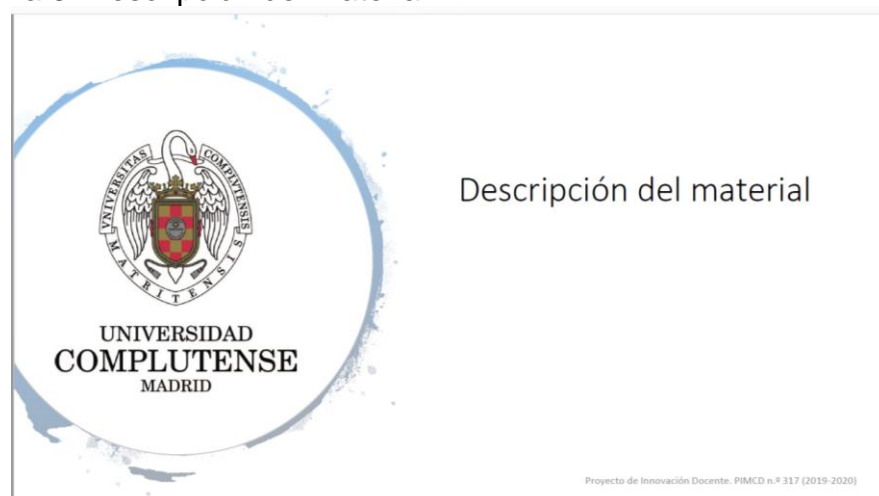 Descripción del material
VNIVERSITAS COMPLVTENSIS
MATRITENSIS
UNIVERSIDAD
COMPLUTENSE
MADRID
Proyecto de Innovación Docente. PIMCD n.º 317 (2019-2020)